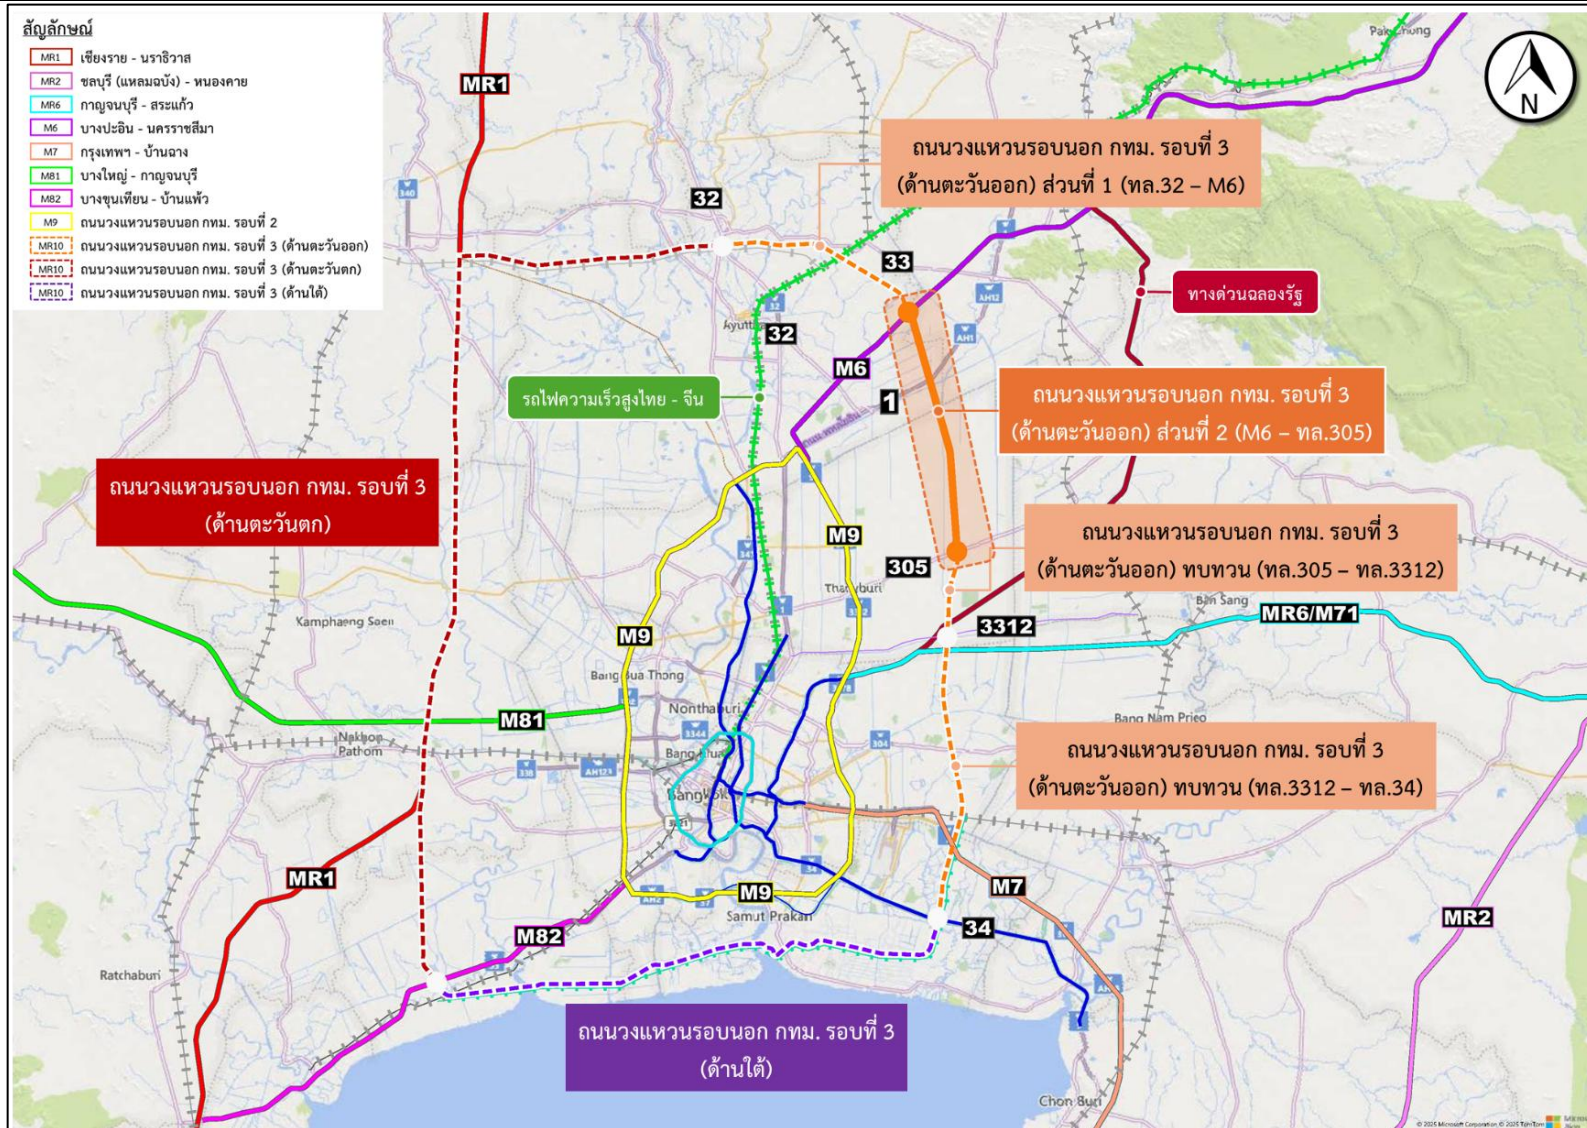 สัญลักษณ์
MR1 เชียงราย - นราธิวาส
MR2 ชลบุรี (แหลมฉบัง) - หนองคาย
MR6 กาญจนบุรี - สระแก้ว
M6 บางปะอิน - นครราชสีมา
M7 กรุงเทพฯ - บ้านฉาง
M81 บางใหญ่ - กาญจนบุรี
M82 บางขุนเทียน - บ้านแพ้ว
M9 ถนนวงแหวนรอบนอก กทม. รอบที่ 2
MR10 ถนนวงแหวนรอบนอก กทม. รอบที่ 3 (ด้านตะวันออก)
MR10 ถนนวงแหวนรอบนอก กทม. รอบที่ 3 (ด้านตะวันตก)
MR10 ถนนวงแหวนรอบนอก กทม. รอบที่ 3 (ด้านใต้)
MR1
N
ถนนวงแหวนรอบนอก กทม. รอบที่ 3
(ด้านตะวันออก) ส่วนที่ 1 (ทล.32 – M6)
340
32
33
ทางด่วนฉลองรัฐ
AH12
32
32
AH1
M6
รถไฟความเร็วสูงไทย - จีน
1
ถนนวงแหวนรอบนอก กทม. รอบที่ 3
(ด้านตะวันออก) ส่วนที่ 2 (M6 – ทล.305)
ถนนวงแหวนรอบนอก กทม. รอบที่ 3
(ด้านตะวันตก)
M9
305
ถนนวงแหวนรอบนอก กทม. รอบที่ 3
(ด้านตะวันออก) ทบทวน (ทล.305 – ทล.3312)
Ban Sang
MR6/M71
Kamphaeng Saen
M9
3312
Bang Bua Thong
Nonthaburi
M81
Bang Nam Prieo
3344
304
Nakhon
Pathom
338
AH123
ถนนวงแหวนรอบนอก กทม. รอบที่ 3
(ด้านตะวันออก) ทบทวน (ทล.3312 – ทล.34)
Bangkok
MR1
M7
AH2
37
M9
Samut Prakan
34
MR2
M82
Ratchaburi
ถนนวงแหวนรอบนอก กทม. รอบที่ 3
(ด้านใต้)
Chon Buri
© 2025 Microsoft Corporation, © 2025 TomTom